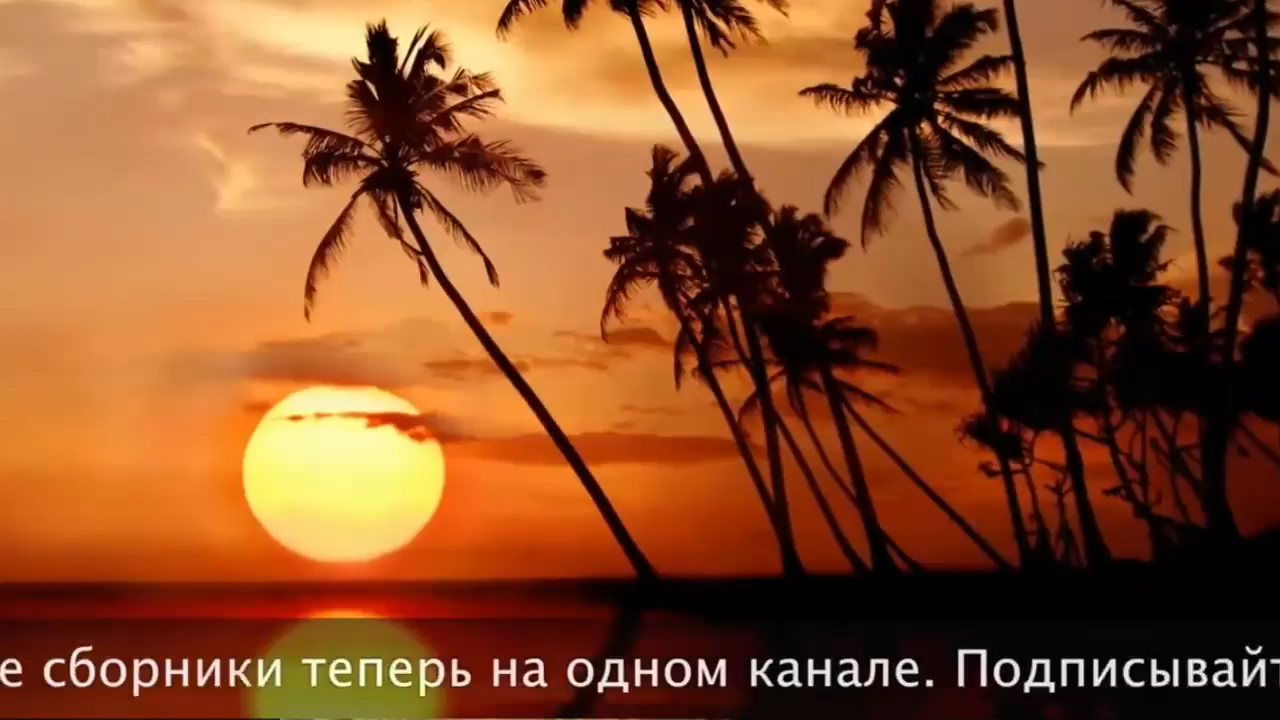 е сборники теперь на одном канале. Подписывайт